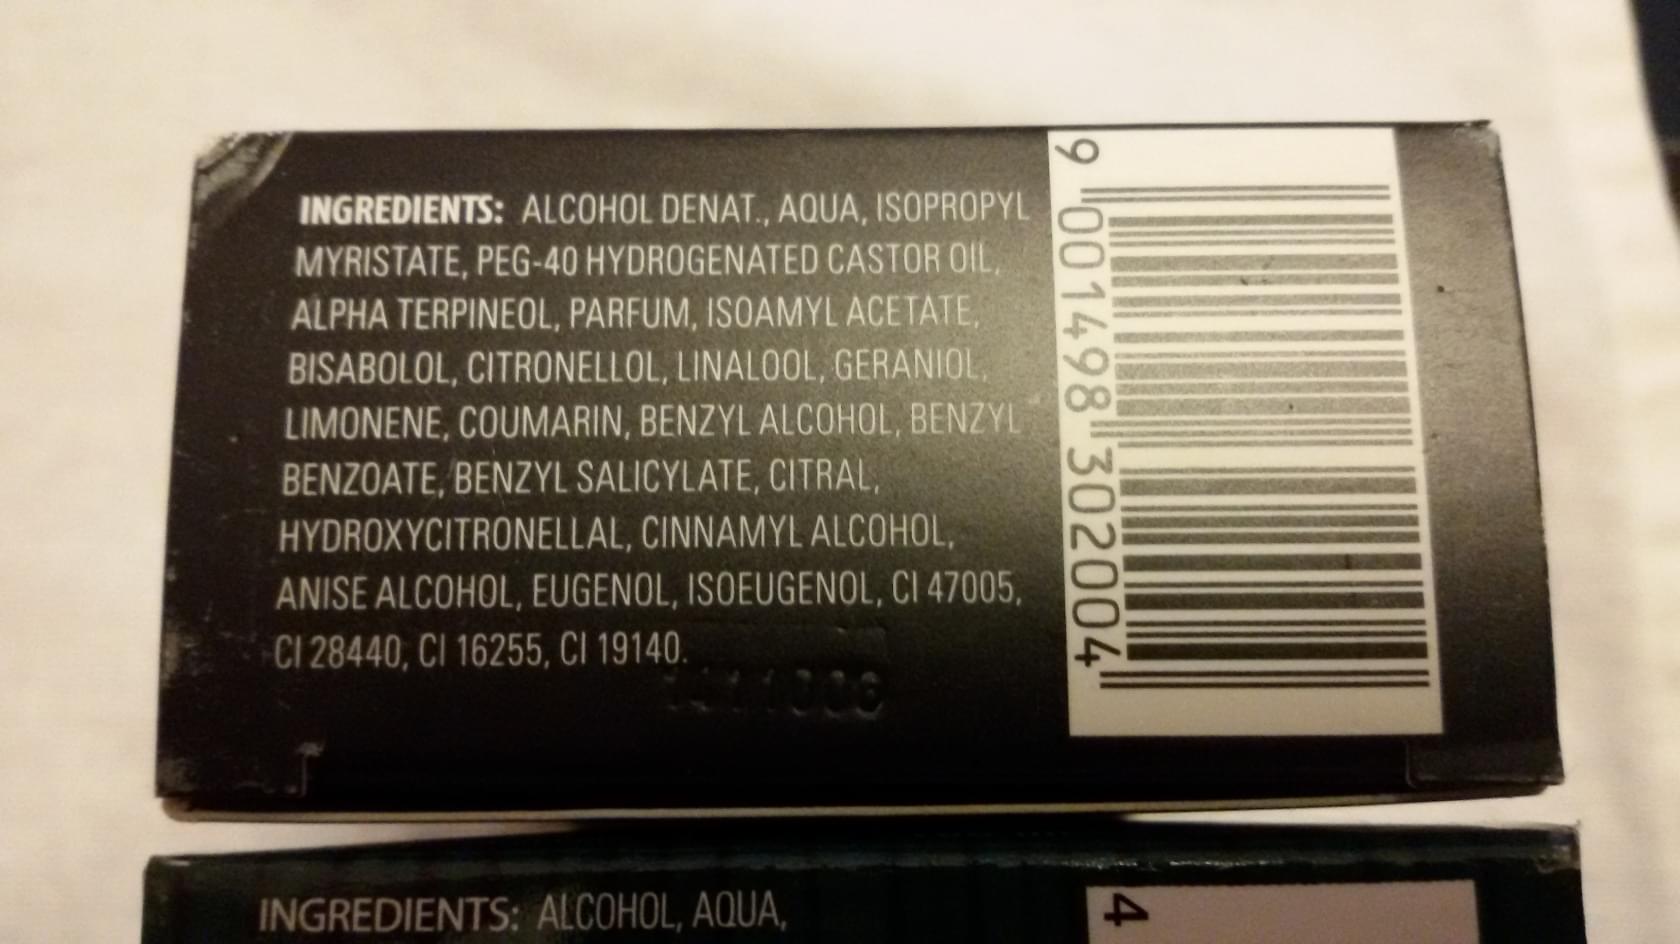 INGREDIENTS: ALCOHOL DENAT., AQUA, ISOPROPYL
MYRISTATE, PEG-40 HYDROGENATED CASTOR OIL,
ALPHA TERPINEOL, PARFUM, ISOAMYL ACETATE,
BISABOLOL, CITRONELLOL, LINALOOL, GERANIOL,
LIMONENE, COUMARIN, BENZYL ALCOHOL, BENZYL
BENZOATE, BENZYL SALICYLATE, CITRAL,
HYDROXYCITRONELLAL, CINNAMYL ALCOHOL,
ANISE ALCOHOL, EUGENOL, ISOEUGENOL, CI 47005,
CI 28440, CI 16255, CI 19140.
9 001498 302004
INGREDIENTS: ALCOHOL, AQUA,
4